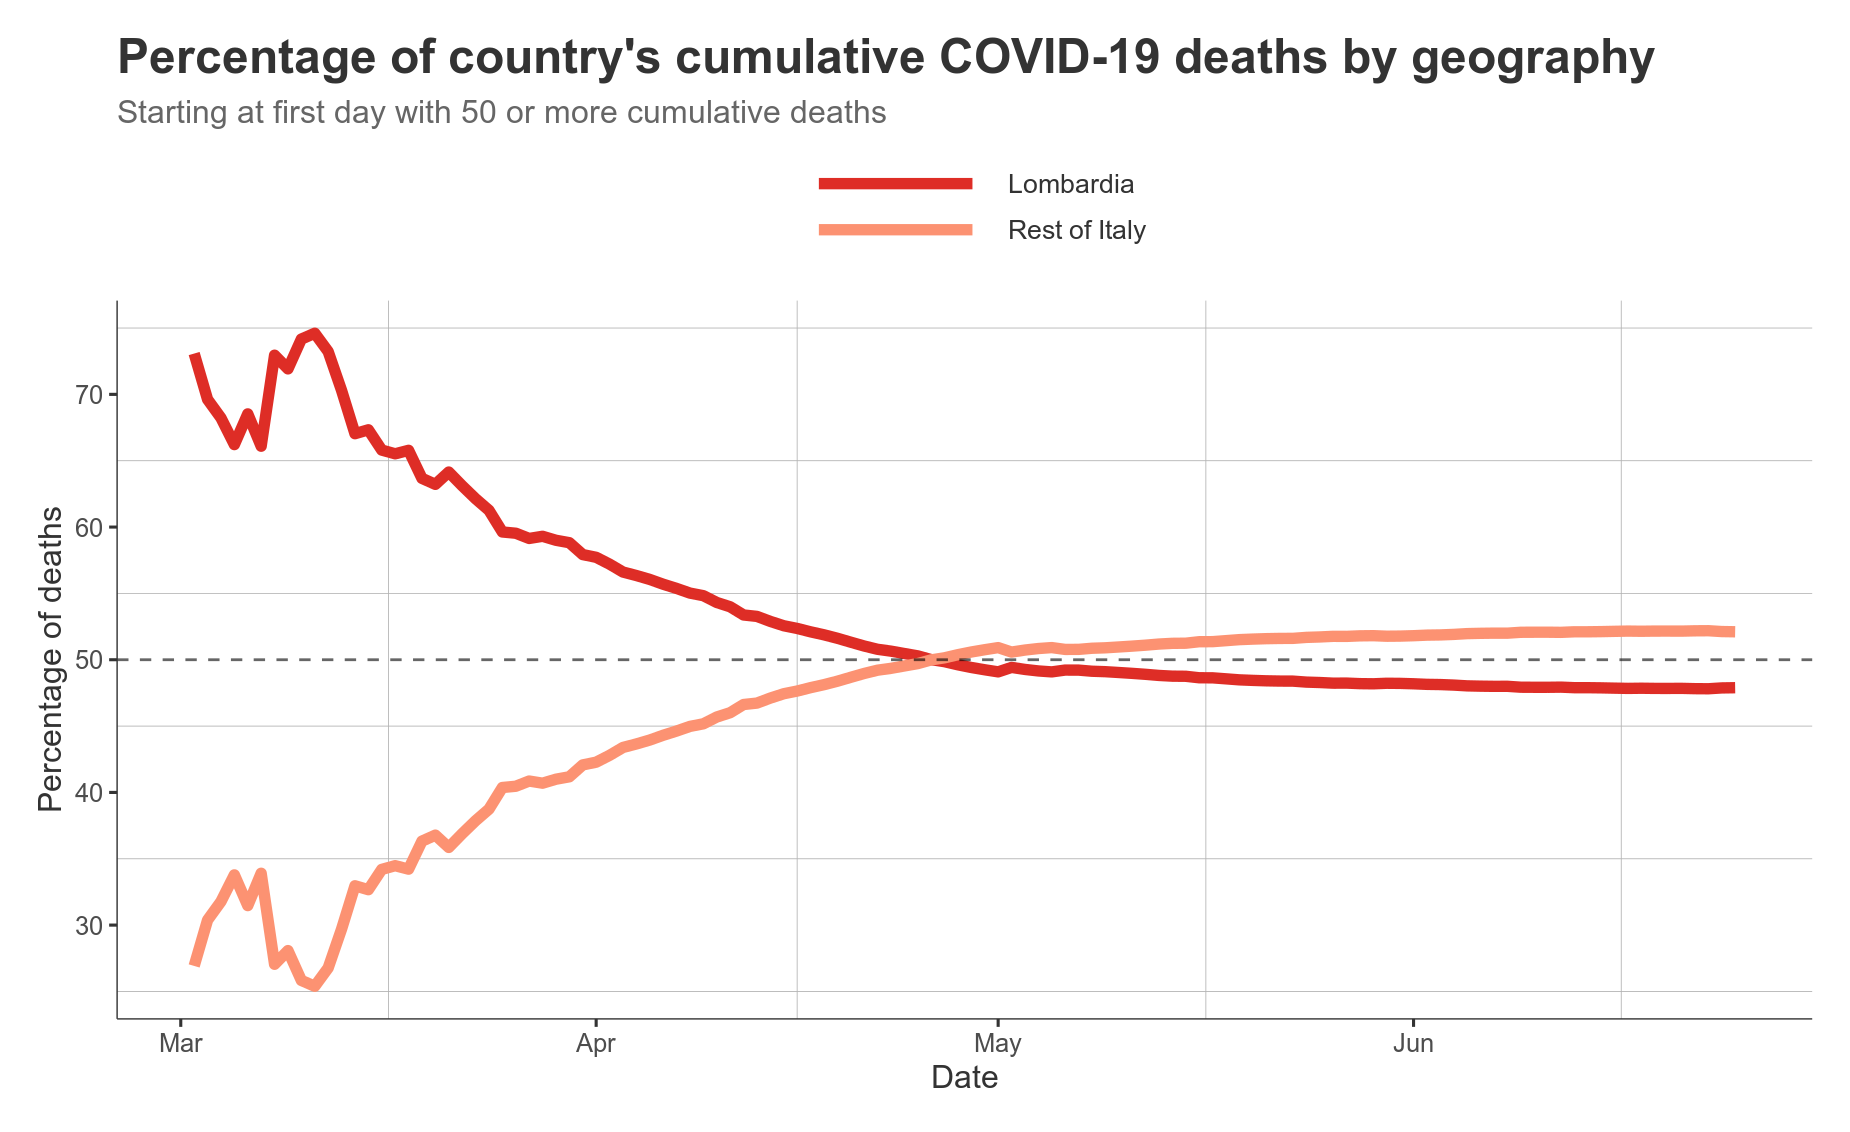 Percentage of country's cumulative COVID-19 deaths by geography
Starting at first day with 50 or more cumulative deaths
Lombardia
Rest of Italy
Percentage of deaths
70
60
50
40
30
Mar Apr May Jun
Date